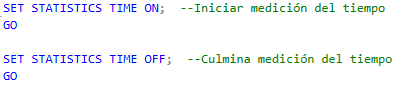 SET STATISTICS TIME ON;  --Iniciar medición del tiempo
GO
SET STATISTICS TIME OFF;  --Culmina medición del tiempo
GO